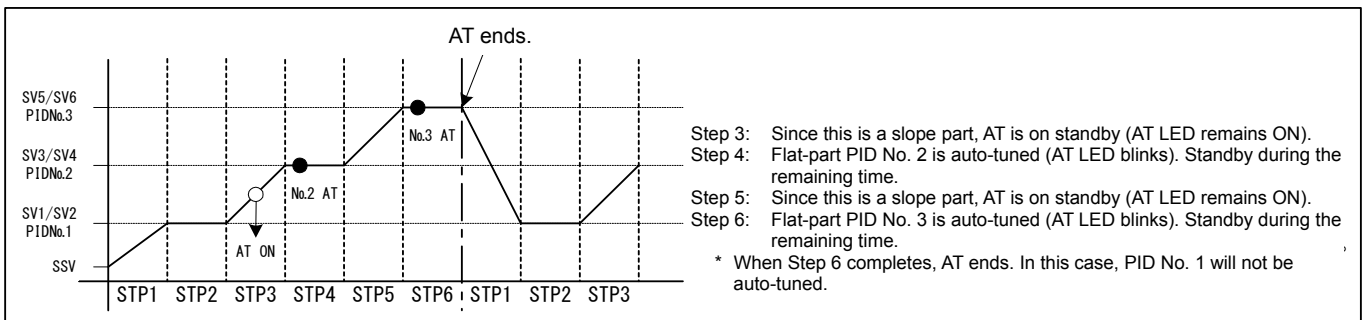 AT ends.
SV5/SV6
PID№.3
№.3 AT
SV3/SV4
PID№.2
№.2 AT
SV1/SV2
PID№.1
AT ON
SSV
STP1 STP2 STP3 STP4 STP5 STP6 STP1 STP2 STP3
Step 3: Since this is a slope part, AT is on standby (AT LED remains ON).
Step 4: Flat-part PID No. 2 is auto-tuned (AT LED blinks). Standby during the
remaining time.
Step 5: Since this is a slope part, AT is on standby (AT LED remains ON).
Step 6: Flat-part PID No. 3 is auto-tuned (AT LED blinks). Standby during the
remaining time.
* When Step 6 completes, AT ends. In this case, PID No. 1 will not be
auto-tuned.